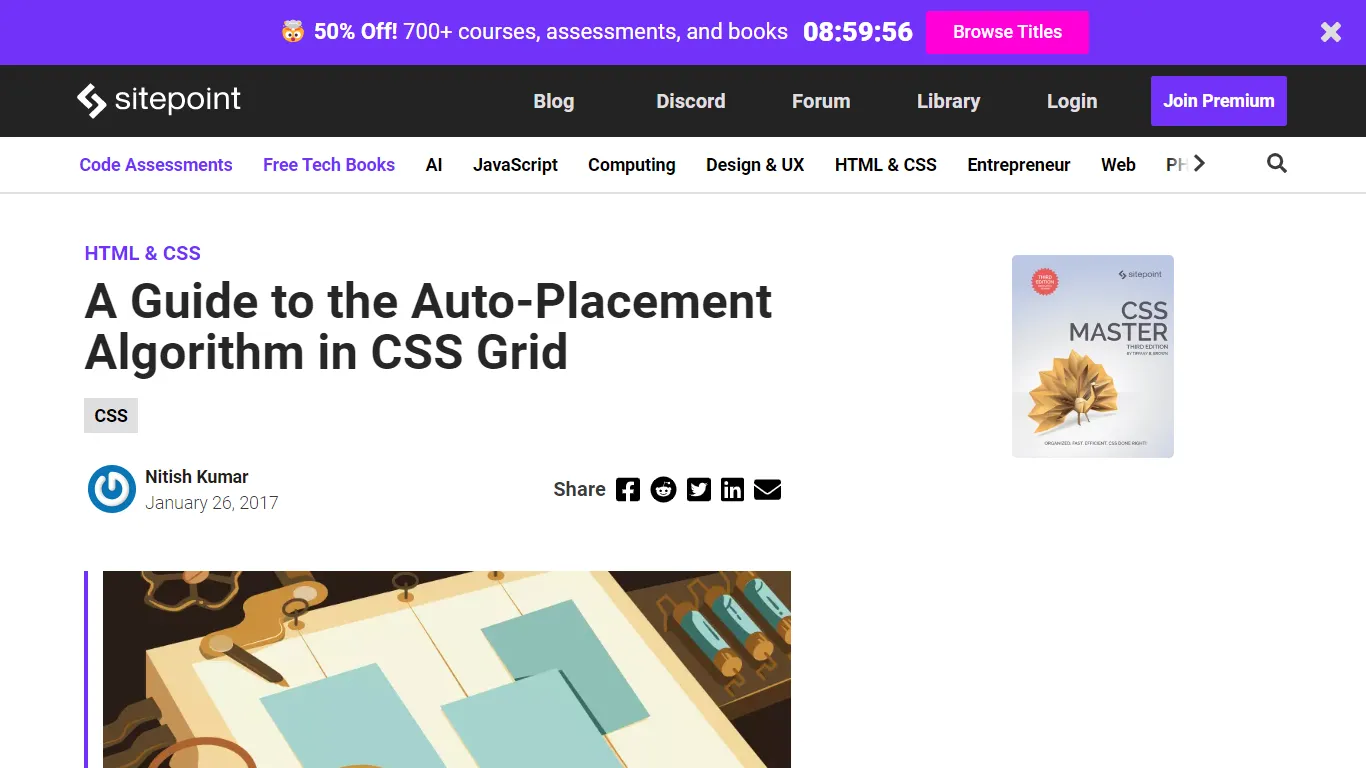 50% Off! 700+ courses, assessments, and books 08:59:56 Browse Titles
sitepoint Blog Discord Forum Library Login Join Premium
Code Assessments Free Tech Books AI JavaScript Computing Design & UX HTML & CSS Entrepreneur Web PH
HTML & CSS
A Guide to the Auto-Placement
Algorithm in CSS Grid
CSS
Nitish Kumar
January 26, 2017
Share
THIRD
EDITION
sitepoint
CSS
MASTER
THIRD EDITION
BY TIFFANY B. BROWN
ORGANIZED, FAST, EFFICIENT. CSS DONE RIGHT!